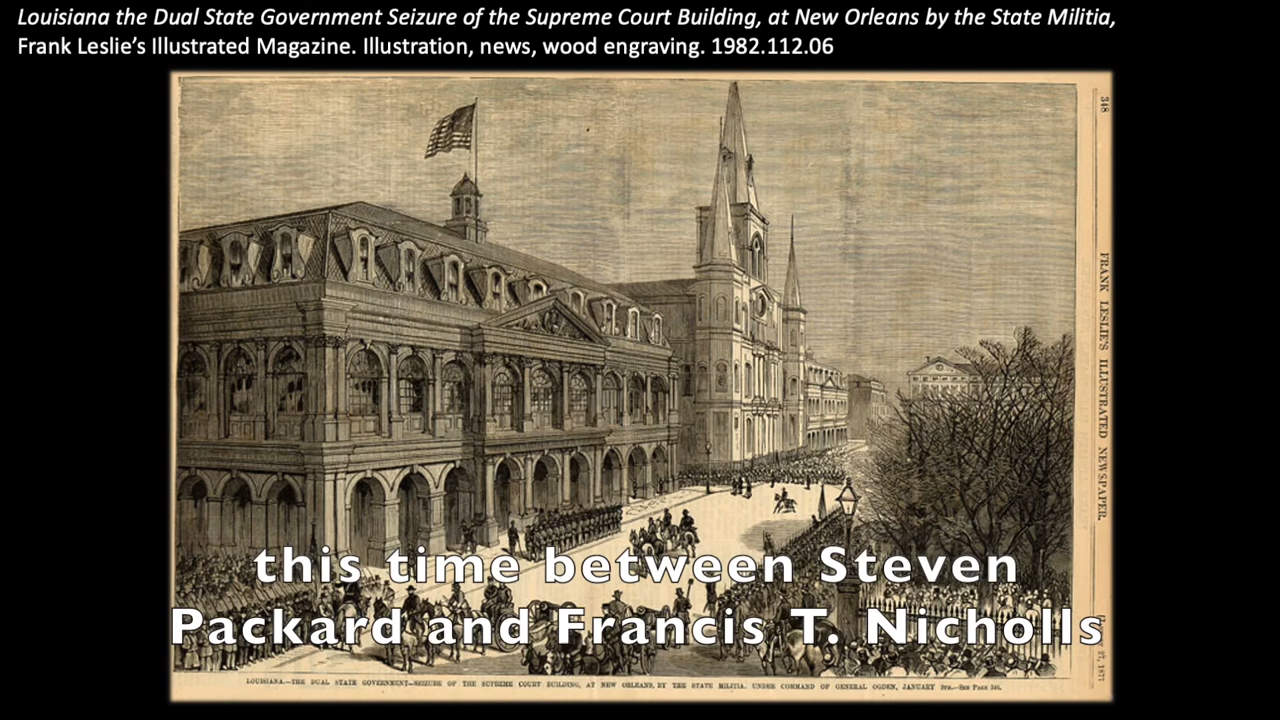 Louisiana the Dual State Government Seizure of the Supreme Court Building, at New Orleans by the State Militia,
Frank Leslie’s Illustrated Magazine. Illustration, news, wood engraving. 1982.112.06
348
FRANK LESLIE'S ILLUSTRATED NEWSPAPER.
27, 1877
this time between Steven
Packard and Francis T. Nicholls
LOUISIANA.—THE DUAL STATE GOVERNMENT—SEIZURE OF THE SUPREME COURT BUILDING, AT NEW ORLEANS, BY THE STATE MILITIA, UNDER COMMAND OF GENERAL OGDEN, JANUARY 9TH.—SEE PAGE